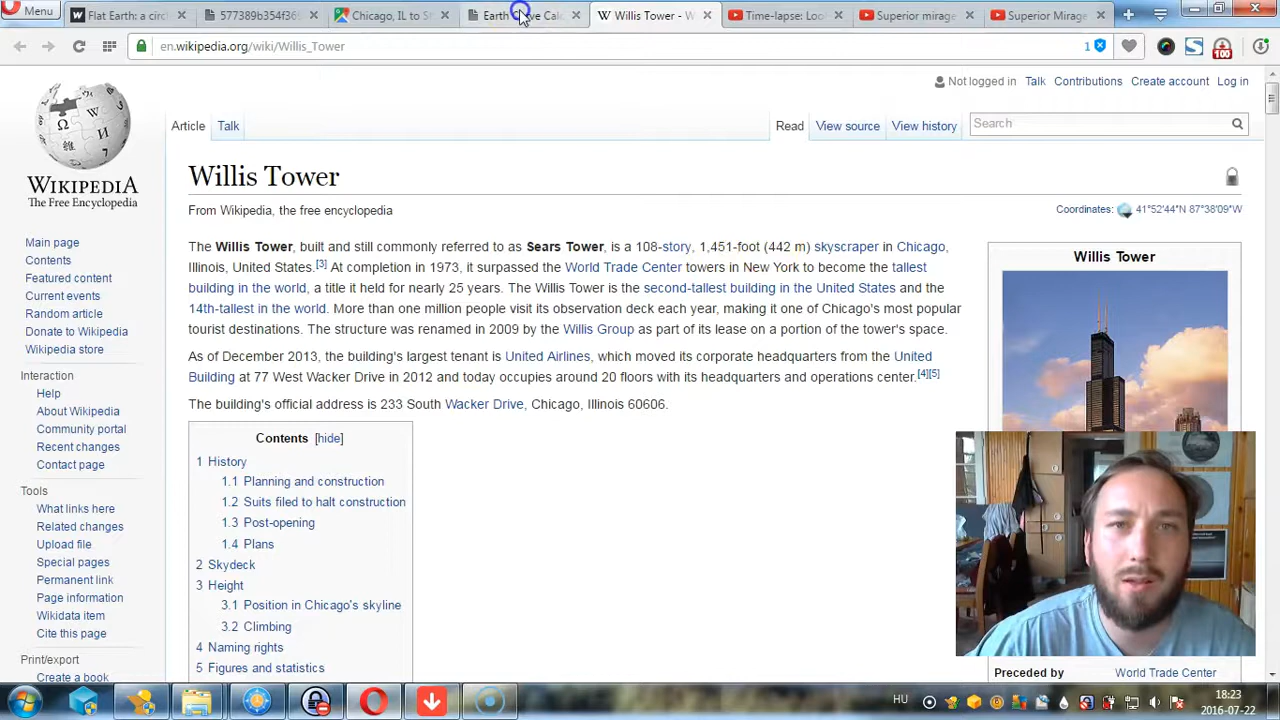 Menu
Flat Earth: a circ
577389b354f36
Chicago, IL to S
Earth
Willis Tower - W
Time-lapse: Loo
Superior mirage
Superior Mirage
en.wikipedia.org/wiki/Willis_Tower
1
100
Not logged in Talk Contributions Create account Log in
Article Talk
Read View source View history
Search
WIKIPEDIA
The Free Encyclopedia
Main page
Contents
Featured content
Current events
Random article
Donate to Wikipedia
Wikipedia store
Interaction
Help
About Wikipedia
Community portal
Recent changes
Contact page
Tools
What links here
Related changes
Upload file
Special pages
Permanent link
Page information
Wikidata item
Cite this page
Print/export
Create a book
Willis Tower
From Wikipedia, the free encyclopedia
Coordinates: 41°52′44″N 87°38′09″W
The Willis Tower, built and still commonly referred to as Sears Tower, is a 108-story, 1,451-foot (442 m) skyscraper in Chicago,
Illinois, United States.[3] At completion in 1973, it surpassed the World Trade Center towers in New York to become the tallest
building in the world, a title it held for nearly 25 years. The Willis Tower is the second-tallest building in the United States and the
14th-tallest in the world. More than one million people visit its observation deck each year, making it one of Chicago's most popular
tourist destinations. The structure was renamed in 2009 by the Willis Group as part of its lease on a portion of the tower's space.
As of December 2013, the building's largest tenant is United Airlines, which moved its corporate headquarters from the United
Building at 77 West Wacker Drive in 2012 and today occupies around 20 floors with its headquarters and operations center.[4][5]
The building's official address is 233 South Wacker Drive, Chicago, Illinois 60606.
Contents [hide]
1 History
1.1 Planning and construction
1.2 Suits filed to halt construction
1.3 Post-opening
1.4 Plans
2 Skydeck
3 Height
3.1 Position in Chicago's skyline
3.2 Climbing
4 Naming rights
5 Figures and statistics
Willis Tower
Preceded by World Trade Center
HU
18:23
2016-07-22